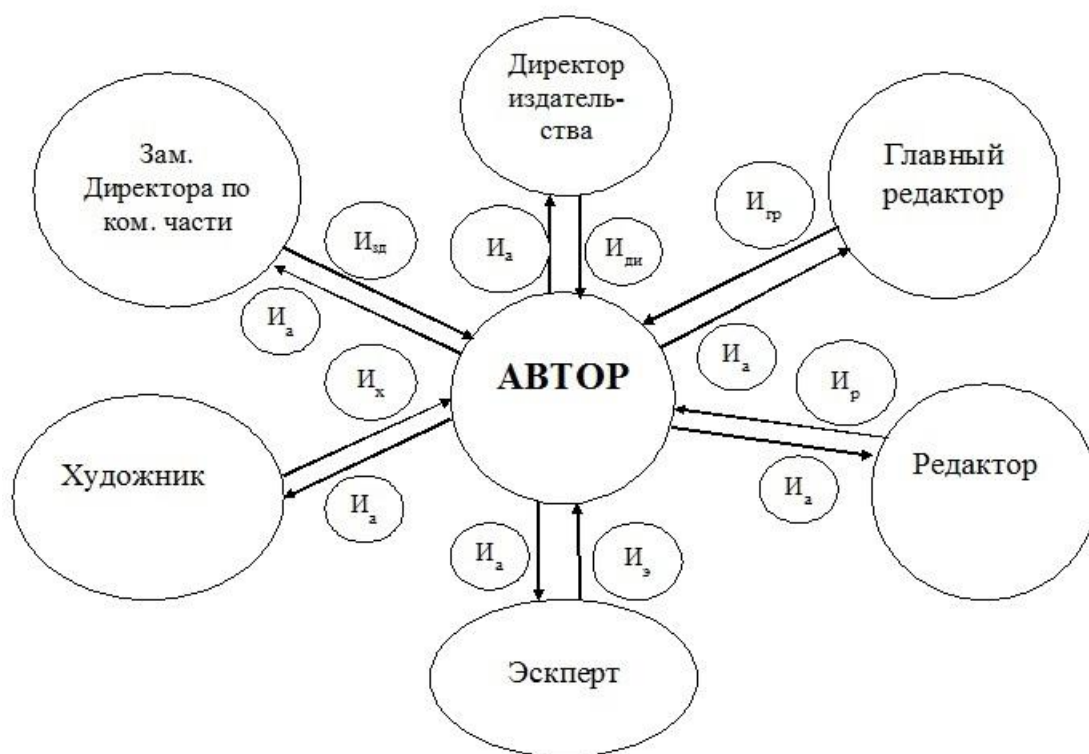 Директор
издатель-
ства
Зам.
Директора по
ком. части
Главный
редактор
Изд
Иа
Иди
Игр
Иа
Иа
Их
АВТОР
Ир
Художник
Редактор
Иа
Иа
Иа
Иэ
Эскперт